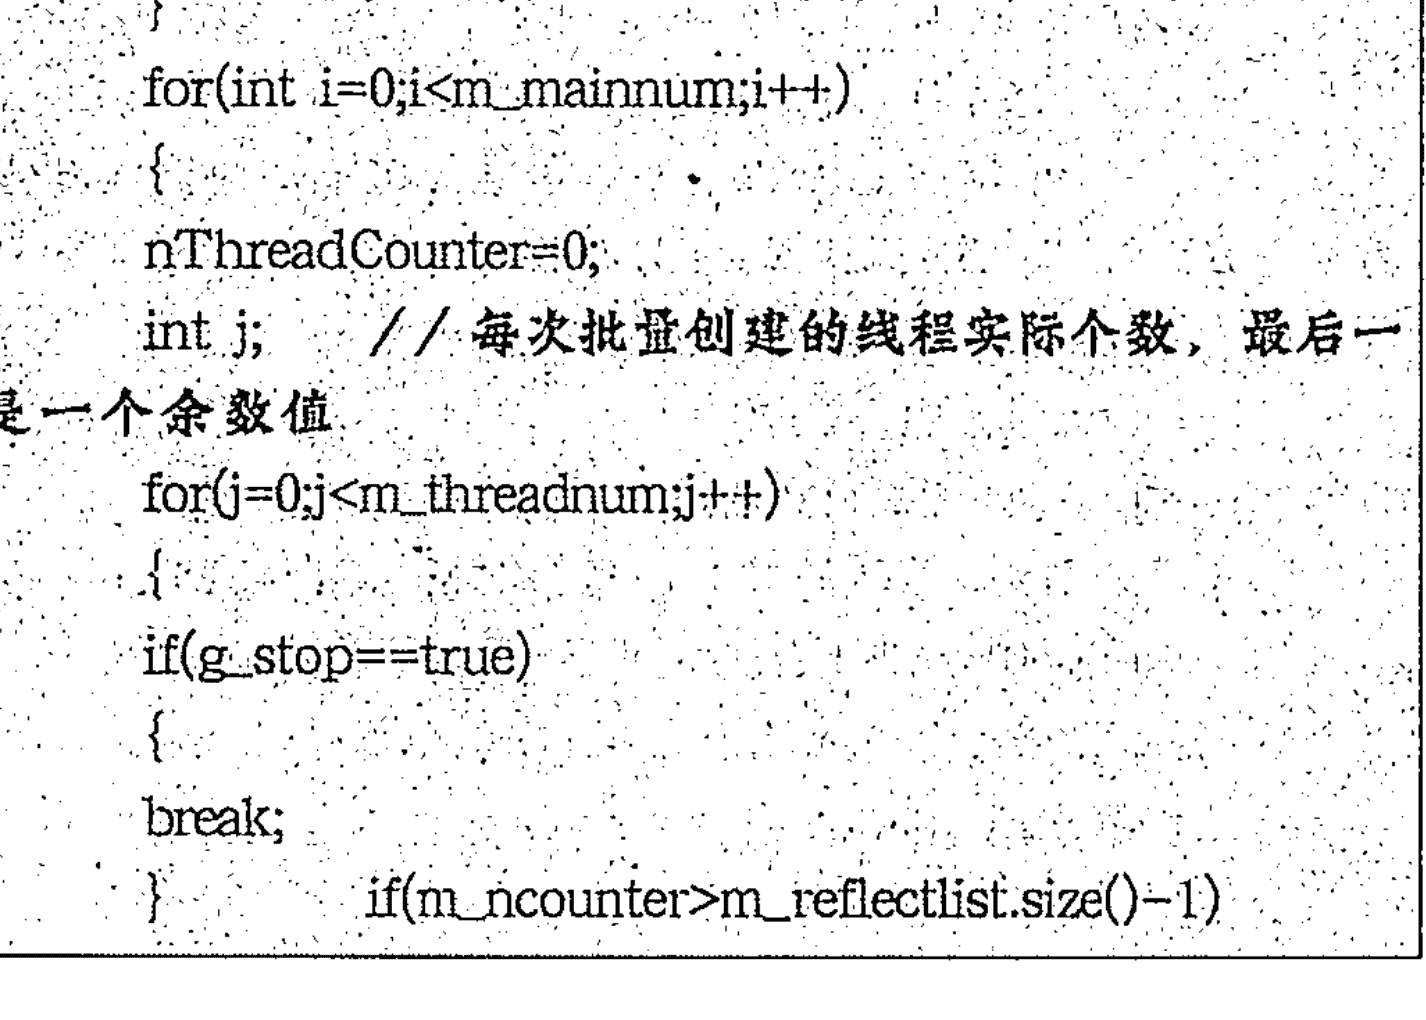 }
for(int i=0;i<m_mainnum;i++)
{
nThreadCounter=0;
int j; //每次批量创建的线程实际个数，最后一
是一个余数值
for(j=0;j<m_threadnum;j++)
{
if(g_stop==true)
{
break;
} if(m_ncounter>m_reflectlist.size()-1)